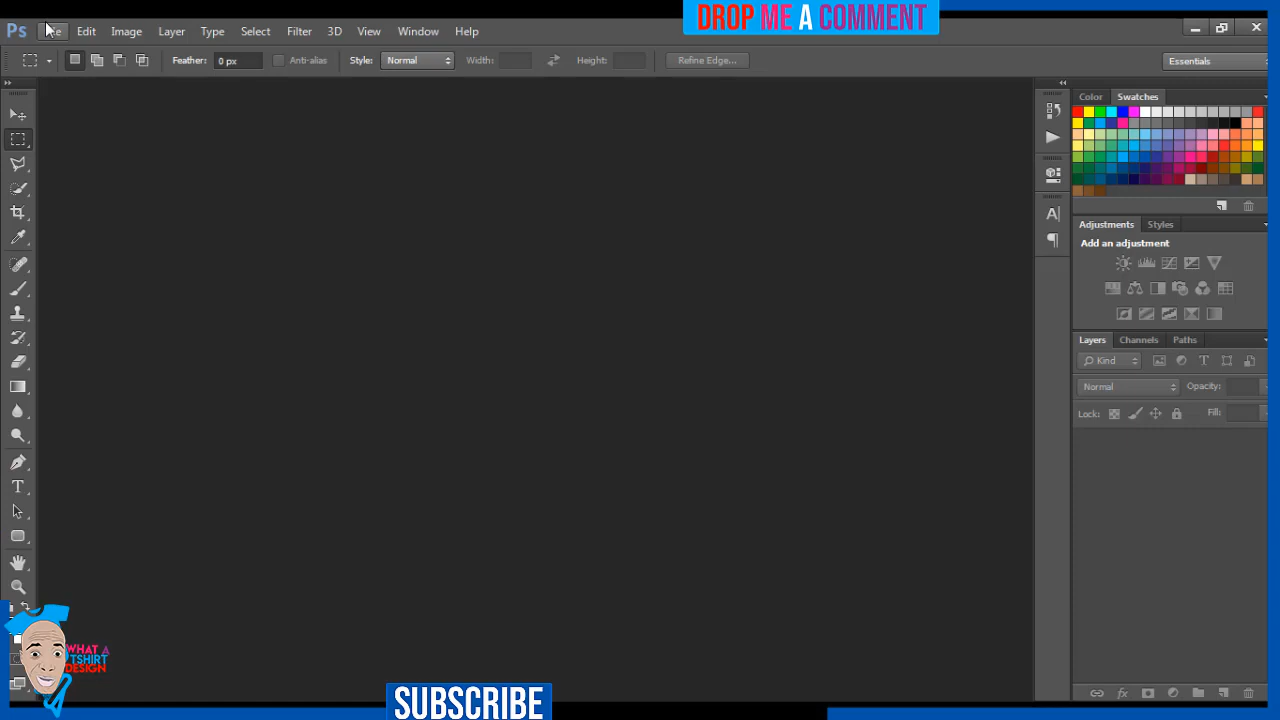 DROP ME A COMMENT
Ps Edit Image Layer Type Select Filter 3D View Window Help
Feather: 0 px Anti-alias Style: Normal Width: Height: Refine Edge... Essentials
Color Swatches
Adjustments Styles
Add an adjustment
Layers Channels Paths
Kind
Normal Opacity:
Lock: Fill:
WHAT A
TSHIRT
DESIGN
SUBSCRIBE